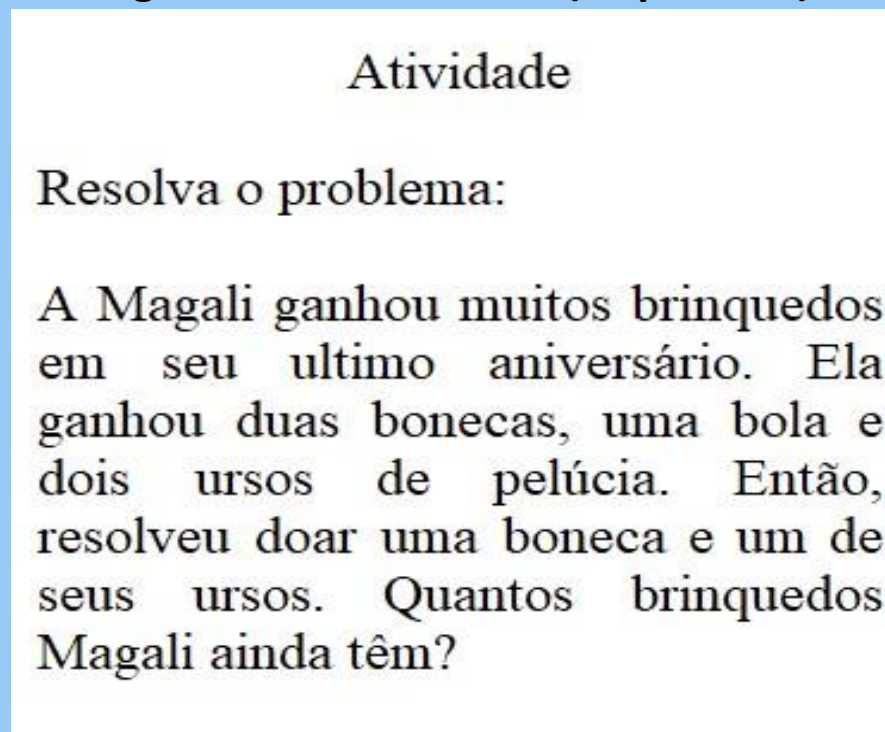 Atividade
Resolva o problema:
A Magali ganhou muitos brinquedos
em seu ultimo aniversário. Ela
ganhou duas bonecas, uma bola e
dois ursos de pelúcia. Então,
resolveu doar uma boneca e um de
seus ursos. Quantos brinquedos
Magali ainda têm?